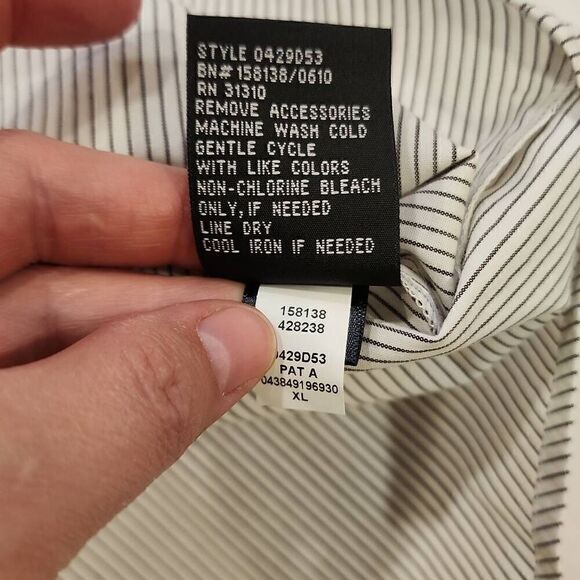 STYLE 0429D53
BN# 158138/0610
RN 31310
REMOVE ACCESSORIES
MACHINE WASH COLD
GENTLE CYCLE
WITH LIKE COLORS
NON-CHLORINE BLEACH
ONLY, IF NEEDED
LINE DRY
COOL IRON IF NEEDED
158138
428238
0429D53
PAT A
043849196930
XL